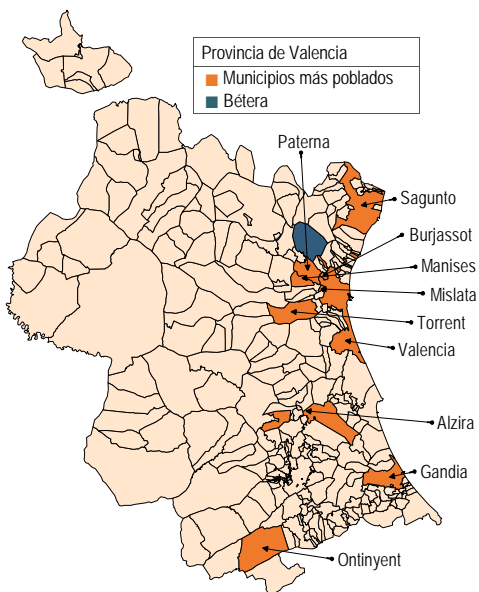 Provincia de Valencia
Municipios más poblados
Bétera
Paterna
Sagunto
Burjassot
Manises
Mislata
Torrent
Valencia
Alzira
Gandia
Ontinyent